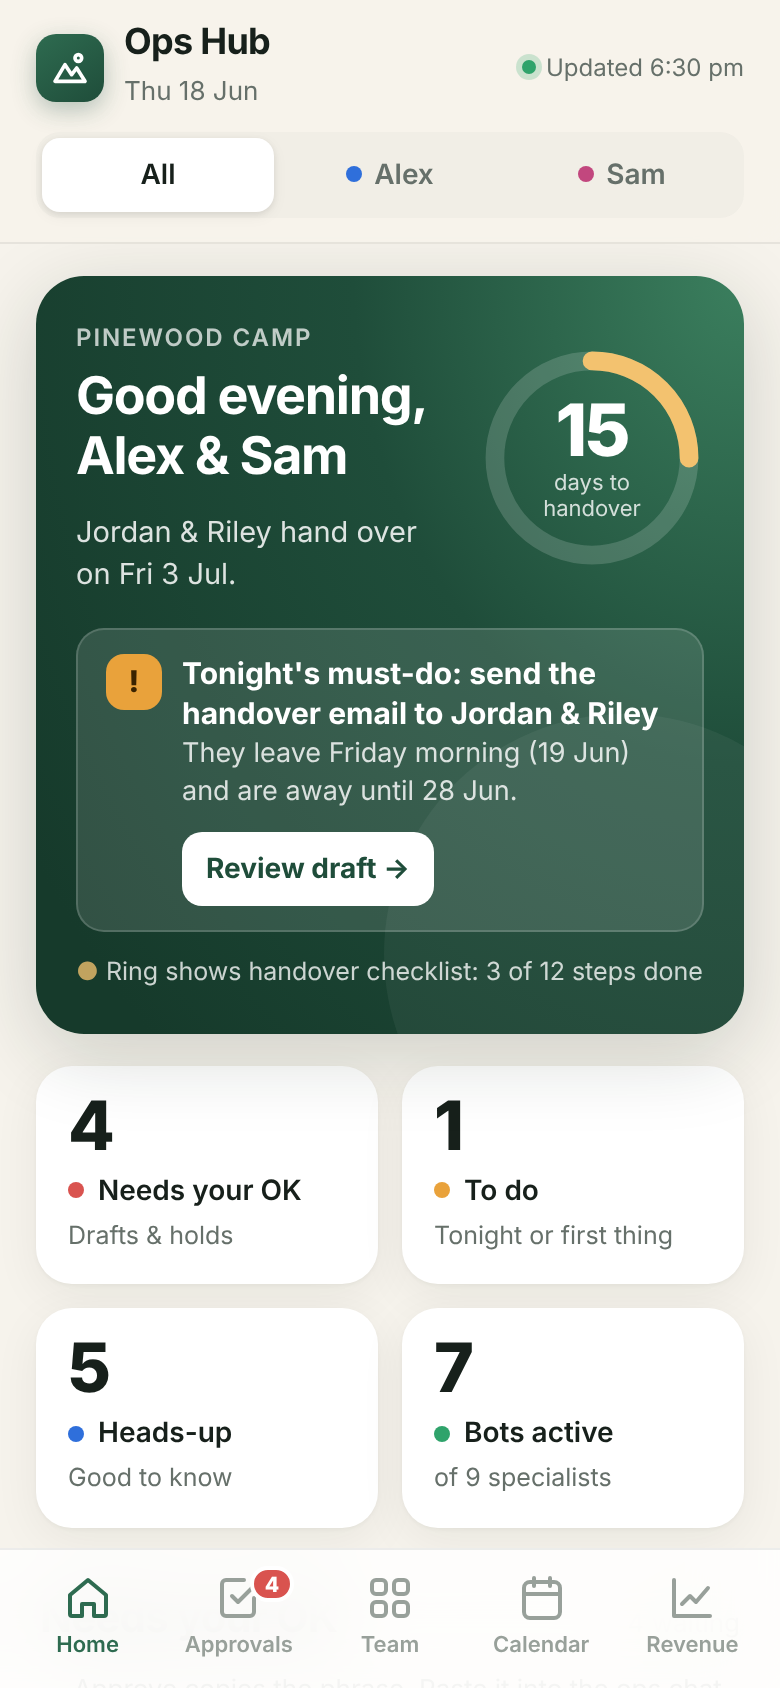 Ops Hub
Thu 18 Jun
Updated 6:30 pm
All
Alex
Sam
PINEWOOD CAMP
Good evening,
Alex & Sam
15
days to
handover
Jordan & Riley hand over
on Fri 3 Jul.
!
Tonight's must-do: send the
handover email to Jordan & Riley
They leave Friday morning (19 Jun)
and are away until 28 Jun.
Review draft →
Ring shows handover checklist: 3 of 12 steps done
4
Needs your OK
Drafts & holds
1
To do
Tonight or first thing
5
Heads-up
Good to know
7
Bots active
of 9 specialists
4
Home
Approvals
Team
Calendar
Revenue